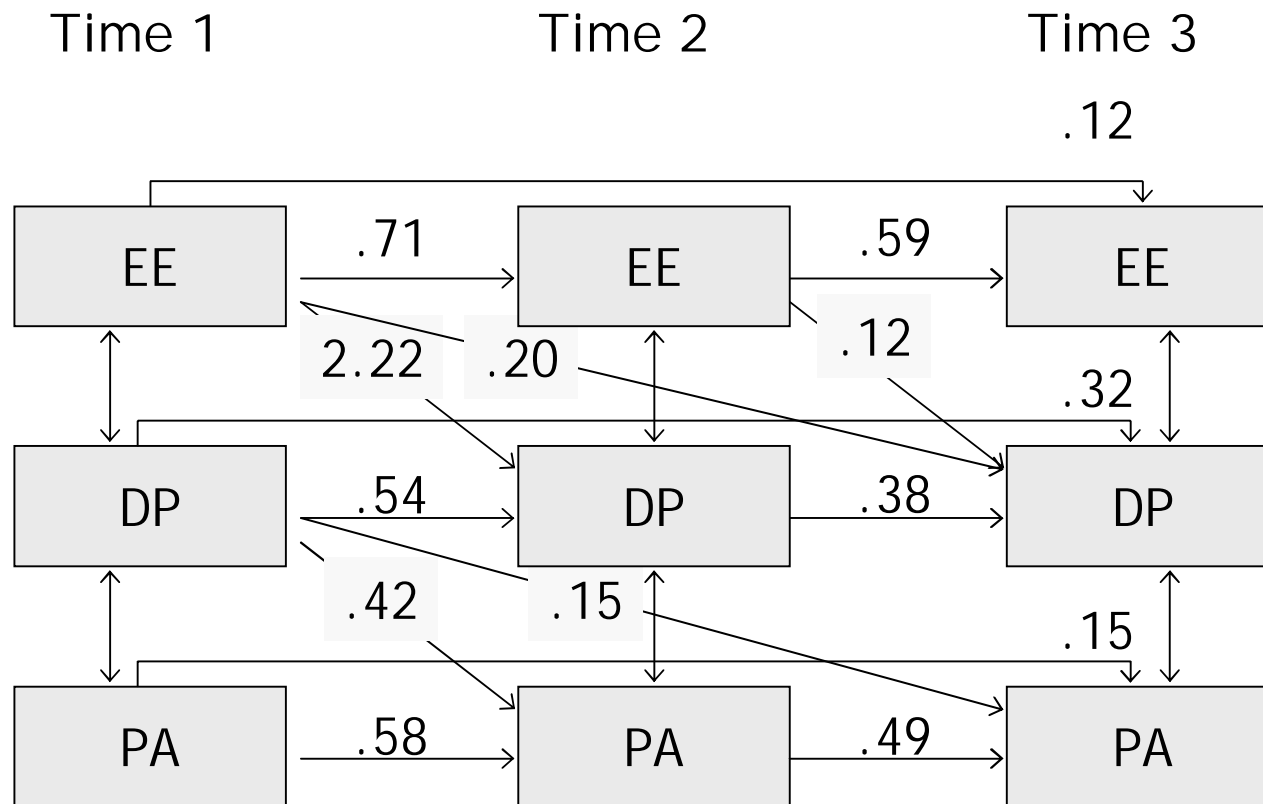 Time 1 Time 2 Time 3
.12
.71 .59
EE EE EE
2.22 .20 .12
.32
.54 .38
DP DP DP
.42 .15
.15
.58 .49
PA PA PA